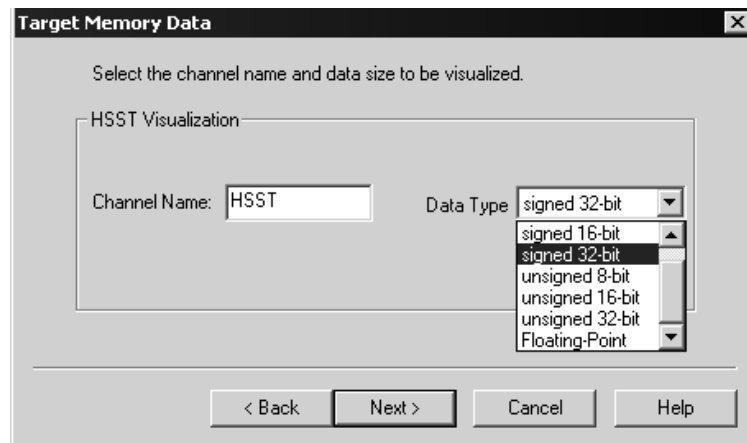 Target Memory Data
Select the channel name and data size to be visualized.
HSST Visualization
Channel Name: HSST Data Type signed 32-bit
signed 16-bit
signed 32-bit
unsigned 8-bit
unsigned 16-bit
unsigned 32-bit
Floating-Point
< Back Next > Cancel Help